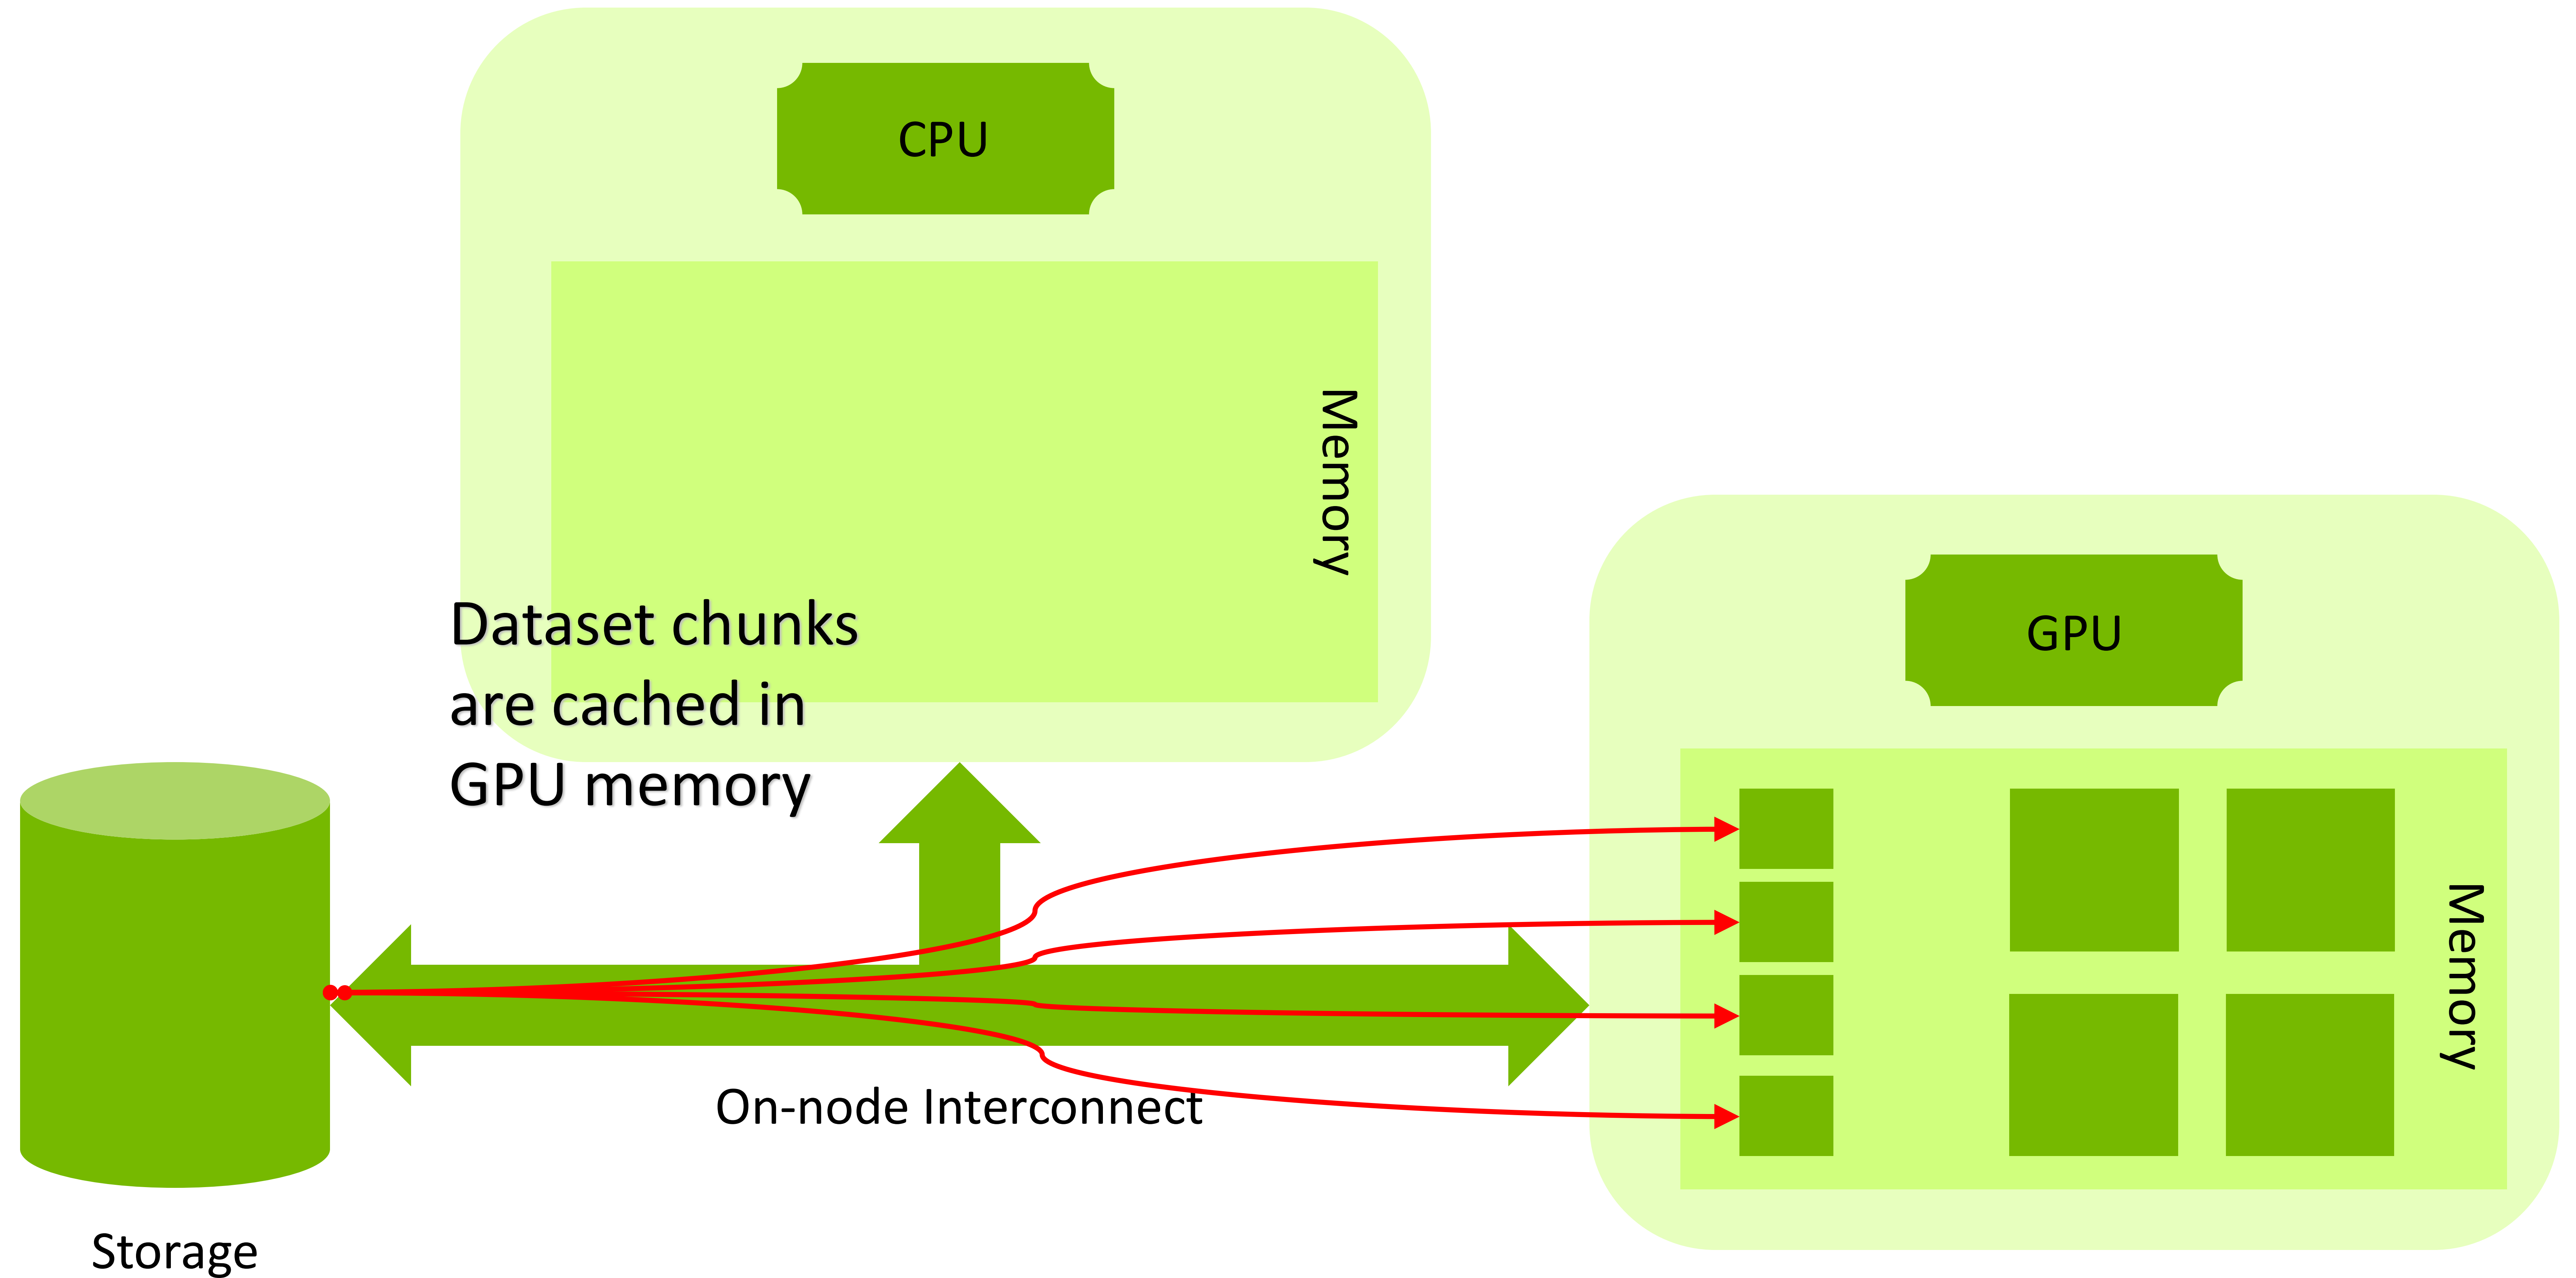 CPU
Memory
Dataset chunks
are cached in
GPU memory
GPU
Memory
On-node Interconnect
Storage